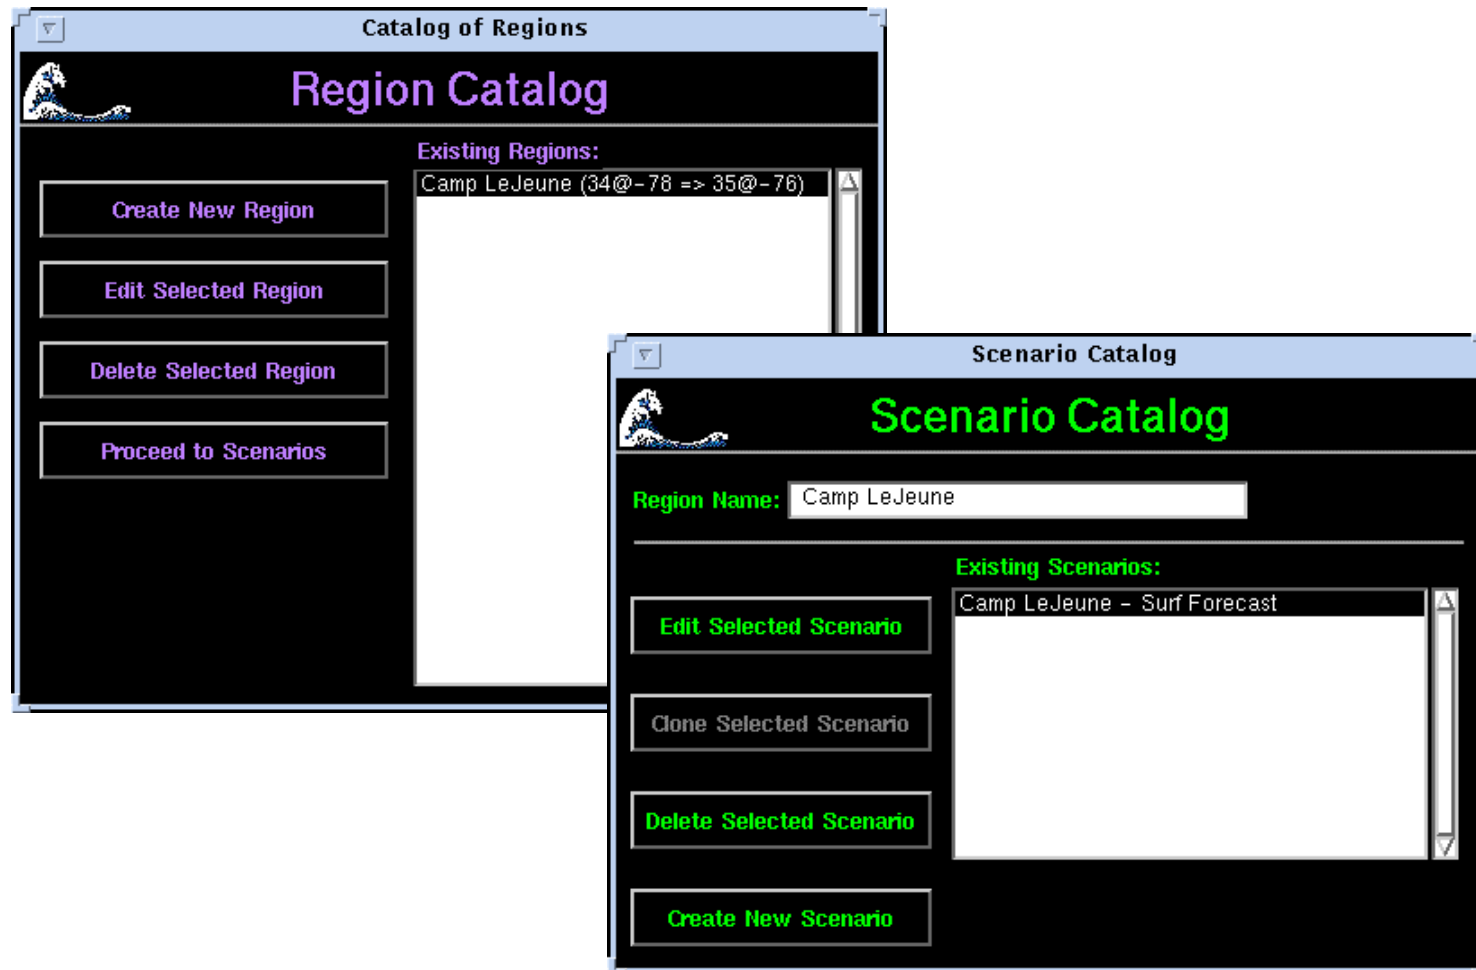 Catalog of Regions
Region Catalog
Existing Regions:
Camp LeJeune (34@-78 => 35@-76)
Create New Region
Edit Selected Region
Delete Selected Region
Proceed to Scenarios
Scenario Catalog
Scenario Catalog
Region Name: Camp LeJeune
Existing Scenarios:
Camp LeJeune - Surf Forecast
Edit Selected Scenario
Clone Selected Scenario
Delete Selected Scenario
Create New Scenario